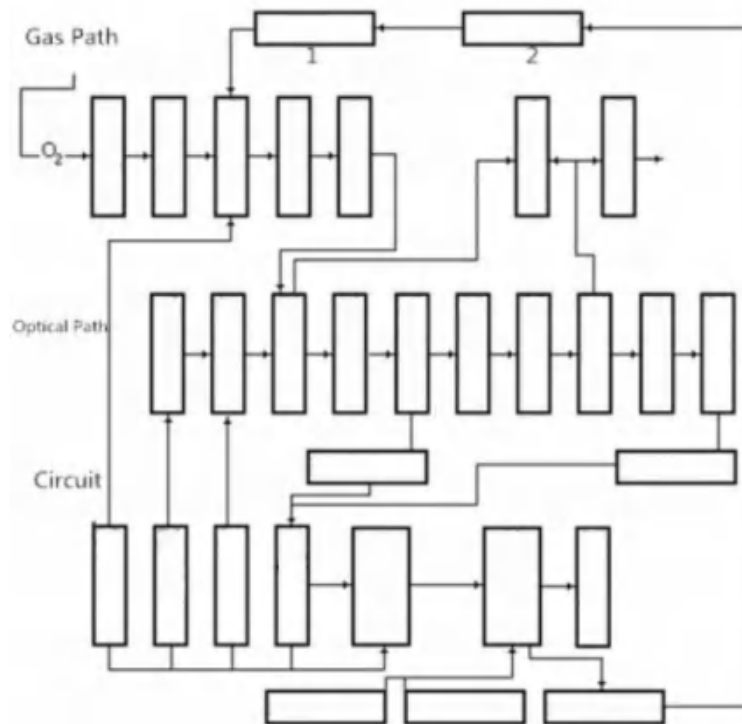 Gas Path
1
2
O₂
Optical Path
Circuit